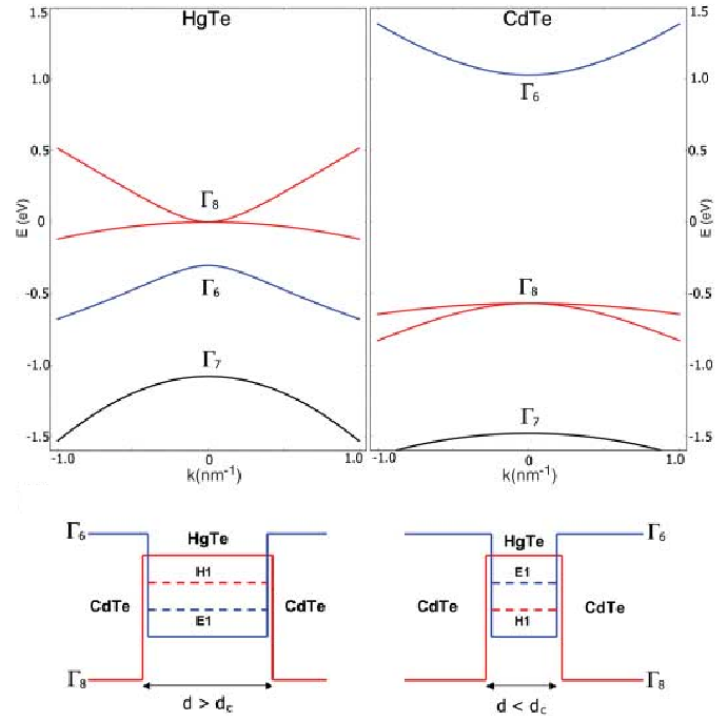 HgTe
CdTe
1.5
1.0
0.5
0
-0.5
-1.0
-1.5
E (eV)
Γ8
Γ6
Γ7
-1.0 0 1.0
k(nm⁻¹)
Γ6
Γ8
Γ7
-1.0 0 1.0
k(nm⁻¹)
1.5
1.0
0.5
0
-0.5
-1.0
-1.5
E (eV)
Γ6
HgTe
H1
CdTe
CdTe
E1
Γ8
d > dc
HgTe
Γ6
E1
CdTe
CdTe
H1
Γ8
d < dc